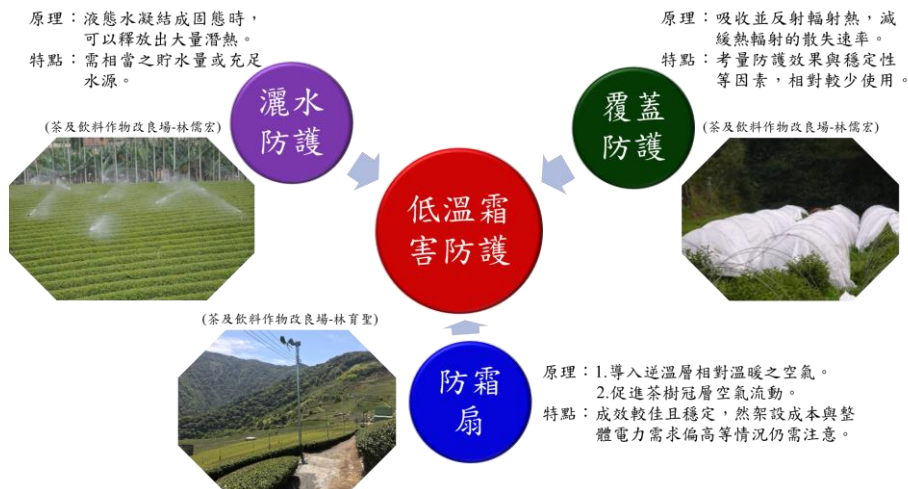 原理：液態水凝結成固態時，
可以釋放出大量潛熱。
特點：需相當之貯水量或充足
水源。
灑水
防護
(茶及飲料作物改良場-林儒宏)
原理：吸收並反射輻射熱，減
緩熱輻射的散失速率。
特點：考量防護效果與穩定性
等因素，相對較少使用。
覆蓋
防護
(茶及飲料作物改良場-林儒宏)
低溫霜
害防護
(茶及飲料作物改良場-林育聖)
防霜
扇
原理：1.導入逆溫層相對溫暖之空氣。
2.促進茶樹冠層空氣流動。
特點：成效較佳且穩定，然架設成本與整
體電力需求偏高等情況仍需注意。